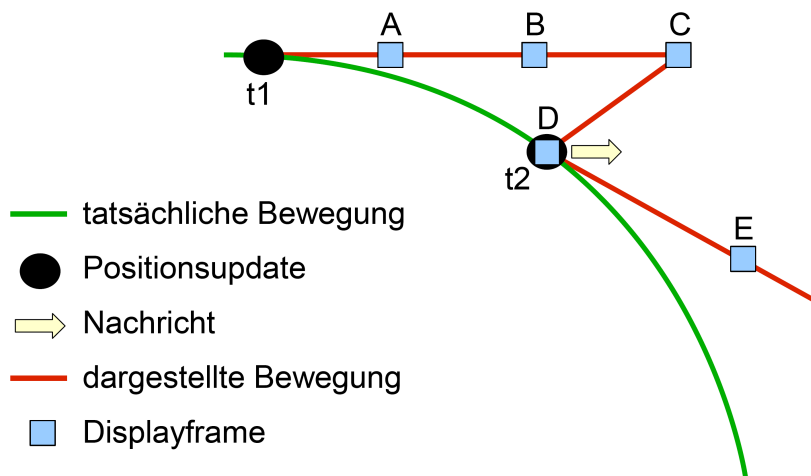 A B C
t1
D
t2
E
tatsächliche Bewegung
Positionsupdate
Nachricht
dargestellte Bewegung
Displayframe